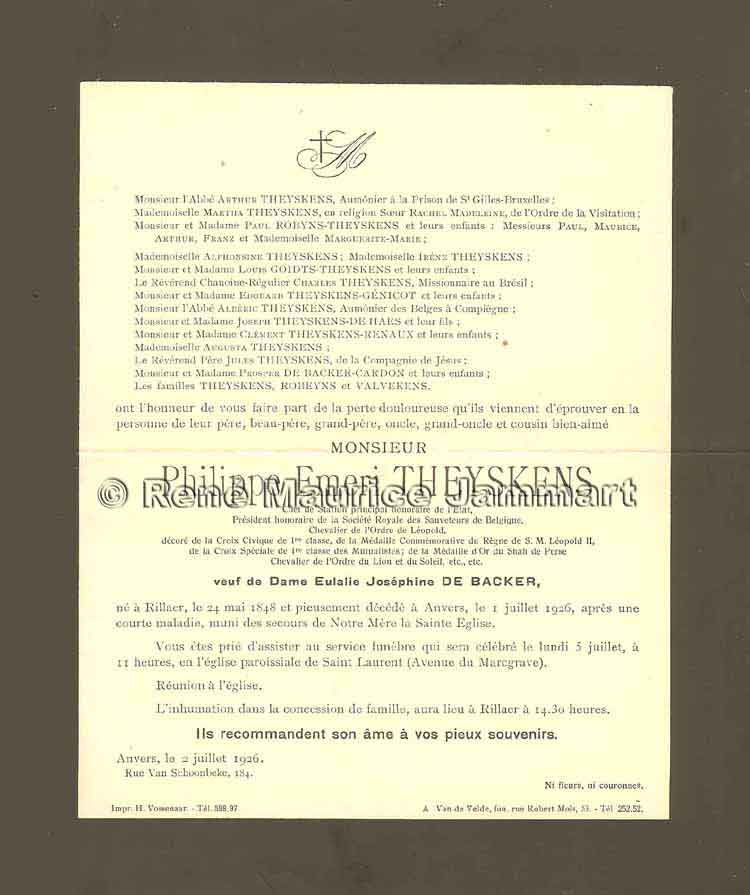 Monsieur l'Abbé ARTHUR THEYSKENS, Aumônier à la Prison de St Gilles-Bruxelles ;
Mademoiselle MARTHA THEYSKENS, en religion Sœur RACHEL MADELEINE, de l'Ordre de la Visitation ;
Monsieur et Madame PAUL ROBYNS-THEYSKENS et leurs enfants : Messieurs PAUL, MAURICE,
ARTHUR, FRANZ et Mademoiselle MARGUERITE-MARIE ;
Mademoiselle ALPHONSINE THEYSKENS ; Mademoiselle IRÈNE THEYSKENS ;
Monsieur et Madame LOUIS GOIDTS-THEYSKENS et leurs enfants ;
Le Révérend Chanoine-Régulier CHARLES THEYSKENS, Missionnaire au Brésil ;
Monsieur et Madame EDOUARD THEYSKENS-GÉNICOT et leurs enfants ;
Monsieur l'Abbé ALBÉRIC THEYSKENS, Aumônier des Belges à Compiègne ;
Monsieur et Madame JOSEPH THEYSKENS-DE HAES et leur fils ;
Monsieur et Madame CLÉMENT THEYSKENS-RENAUX et leurs enfants ;
Mademoiselle AUGUSTA THEYSKENS ;
Le Révérend Père JULES THEYSKENS, de la Compagnie de Jésus ;
Monsieur et Madame PROSPER DE BACKER-CARDON et leurs enfants ;
Les familles THEYSKENS, ROBEYNS et VALVEKENS.
ont l'honneur de vous faire part de la perte douloureuse qu'ils viennent d'éprouver en la
personne de leur père, beau-père, grand-père, oncle, grand-oncle et cousin bien-aimé
MONSIEUR
Philippe Emeri THEYSKENS
© René Maurice Jammart
Chef de Station principal honoraire de l'Etat,
Président honoraire de la Société Royale des Sauveteurs de Belgique,
Chevalier de l'Ordre de Léopold,
décoré de la Croix Civique de 1re classe, de la Médaille Commémorative du Règne de S. M. Léopold II,
de la Croix Spéciale de 1re classe des Mutualistes ; de la Médaille d'Or du Shah de Perse
Chevalier de l'Ordre du Lion et du Soleil, etc., etc.
veuf de Dame Eulalie Joséphine DE BACKER,
né à Rillaer, le 24 mai 1848 et pieusement décédé à Anvers, le 1 juillet 1926, après une
courte maladie, muni des secours de Notre Mère la Sainte Eglise.
Vous êtes prié d'assister au service funèbre qui sera célébré le lundi 5 juillet, à
11 heures, en l'église paroissiale de Saint Laurent (Avenue du Marcgrave).
Réunion à l'église.
L'inhumation dans la concession de famille, aura lieu à Rillaer à 14.30 heures.
Ils recommandent son âme à vos pieux souvenirs.
Anvers, le 2 juillet 1926.
Rue Van Schoonbeke, 184.
Ni fleurs, ni couronnes.
Impr. H. Vossenaar. - Tél. 598.97
A Van de Velde, fun. rue Robert Mols, 53. - Tél 252.52.